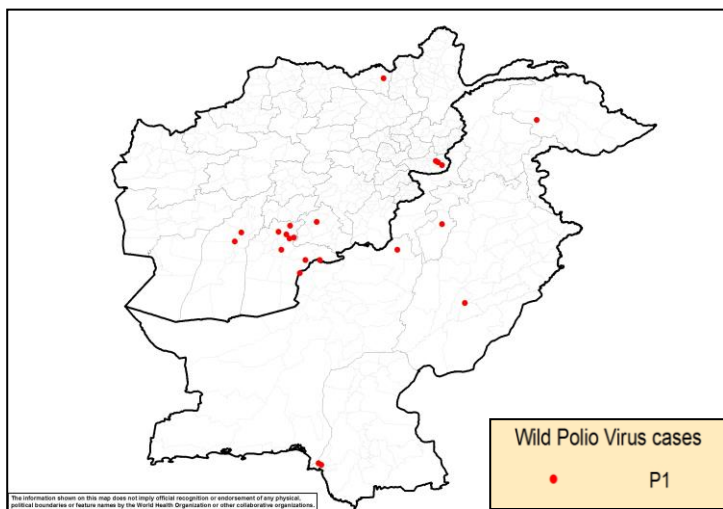 Wild Polio Virus cases
P1
The information shown on this map does not imply official recognition or endorsement of any physical,
political boundaries or feature names by the World Health Organization or other collaborative organizations.